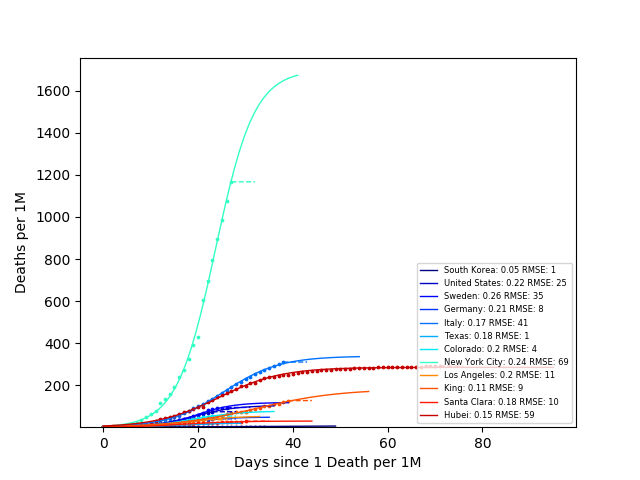 1600
1400
1200
1000
800
600
400
200
Deaths per 1M
0
20
40
60
80
Days since 1 Death per 1M
South Korea: 0.05 RMSE: 1
United States: 0.22 RMSE: 25
Sweden: 0.26 RMSE: 35
Germany: 0.21 RMSE: 8
Italy: 0.17 RMSE: 41
Texas: 0.18 RMSE: 1
Colorado: 0.2 RMSE: 4
New York City: 0.24 RMSE: 69
Los Angeles: 0.2 RMSE: 11
King: 0.11 RMSE: 9
Santa Clara: 0.18 RMSE: 10
Hubei: 0.15 RMSE: 59